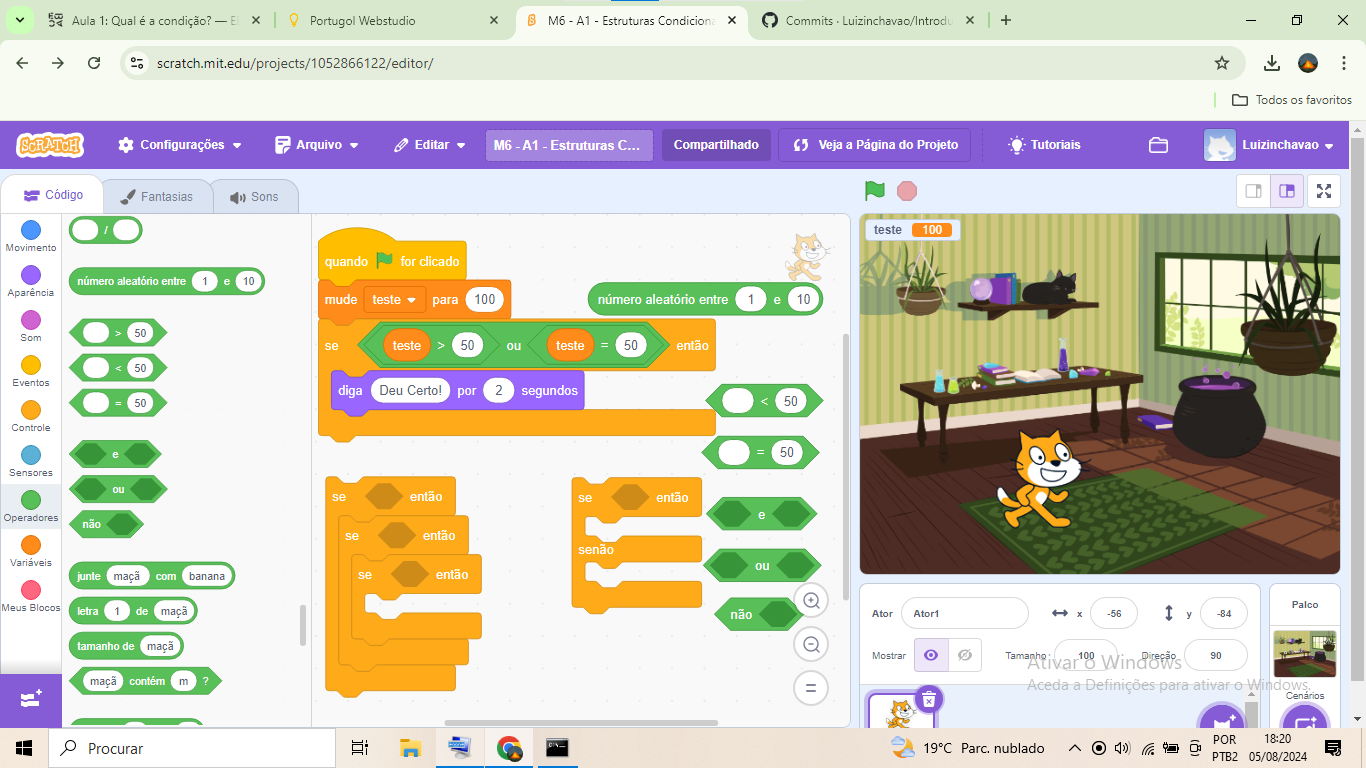 Aula 1: Qual é a condição? — El
Portugol Webstudio
M6 - A1 - Estruturas Condiciona
Commits · Luizinchavao/Introdu
scratch.mit.edu/projects/1052866122/editor/
Todos os favoritos
SCRATCH
Configurações
Arquivo
Editar
M6 - A1 - Estruturas C...
Compartilhado
Veja a Página do Projeto
Tutoriais
Luizinchavao
Código
Fantasias
Sons
Movimento
Aparência
Som
Eventos
Controle
Sensores
Operadores
Variáveis
Meus Blocos
/
número aleatório entre 1 e 10
> 50
< 50
= 50
e
ou
não
junte maçã com banana
letra 1 de maçã
tamanho de maçã
maçã contém m ?
quando for clicado
mude teste para 100
se teste > 50 ou teste = 50 então
diga Deu Certo! por 2 segundos
número aleatório entre 1 e 10
< 50
= 50
se então
se então
se então
se então
senão
e
ou
não
teste 100
Ator Ator1 x -56 y -84
Mostrar Tamanho 100 Direção 90
Palco
Cenários
Ativar o Windows
Aceda a Definições para ativar o Windows.
Procurar
19°C Parc. nublado
POR
PTB2
18:20
05/08/2024